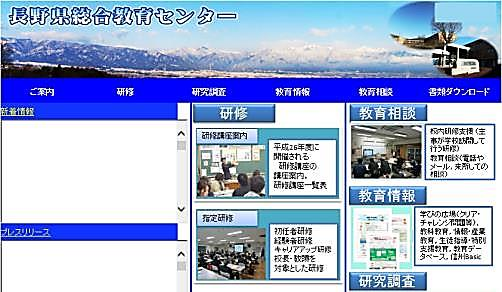 長野県総合教育センター
ご案内 研修 研究調査 教育情報 教育相談 書類ダウンロード
新着情報
プレスリリース
研修
研修講座案内
平成26年度に
開催される
研修講座の
講座案内。
研修講座一覧表
指定研修
初任者研修
経験者研修
キャリアアップ研修
校長・教頭を
対象とした研修
教育相談
校内研修支援(主
事が学校訪問して
行う研修)
教育相談(電話や
メール、来所しての
相談)
教育情報
学びの広場(クリア・
チャレンジ問題等)、
教科教育,情報・産業
教育,生徒指導・特別
支援教育,教育デー
タベース,信州Basic
研究調査